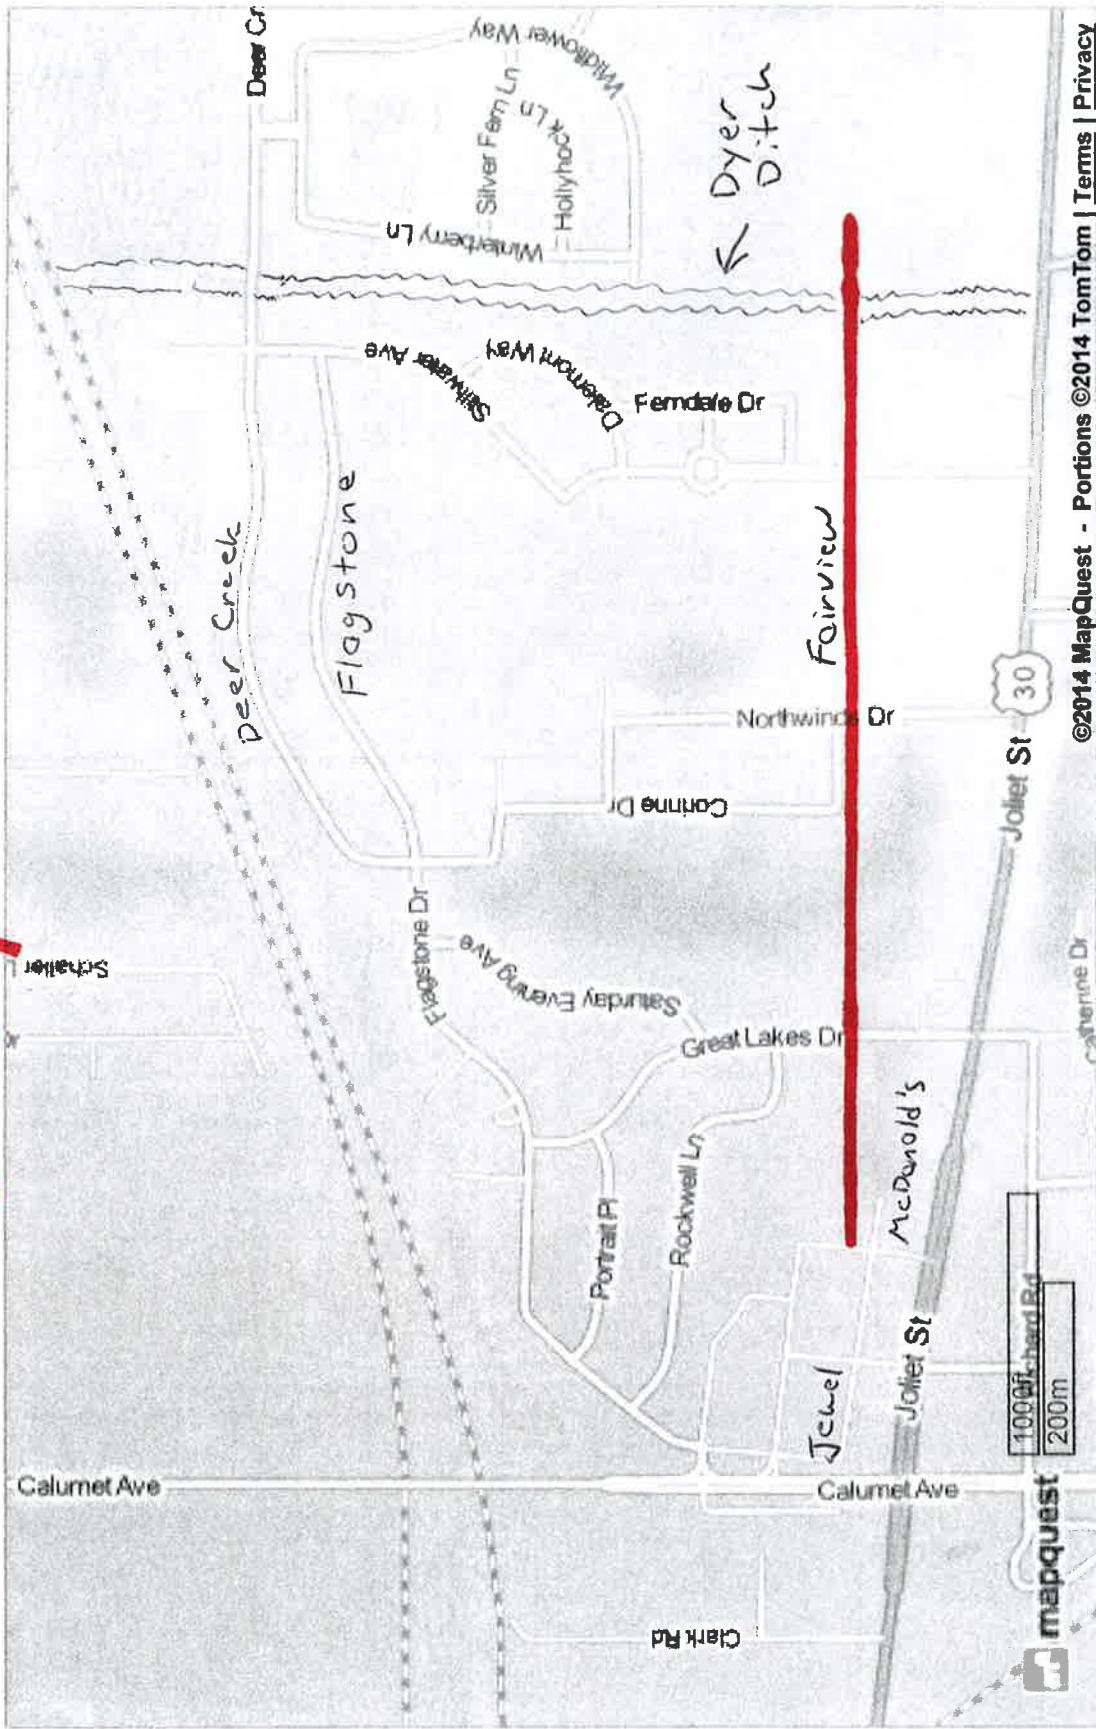 Deer Cr
Wildflower Way
Silver Fern Ln
Hollyhock Ln
Winterberry Ln
Dyer
Ditch
Stillwater Ave
Dalemont Way
Ferndale Dr
Deer Creek
Flagstone
Fairview
Northwinds Dr
Corinne Dr
30
Joliet St
Schaller
Flagstone Dr
Saturday Evening Ave
Great Lakes Dr
Catherine Dr
Portrait Pl
Rockwell Ln
McDonald's
Jewel
Joliet St
Calumet Ave
Calumet Ave
Clark Rd
1000ft
200m
mapquest
©2014 MapQuest - Portions ©2014 TomTom | Terms | Privacy